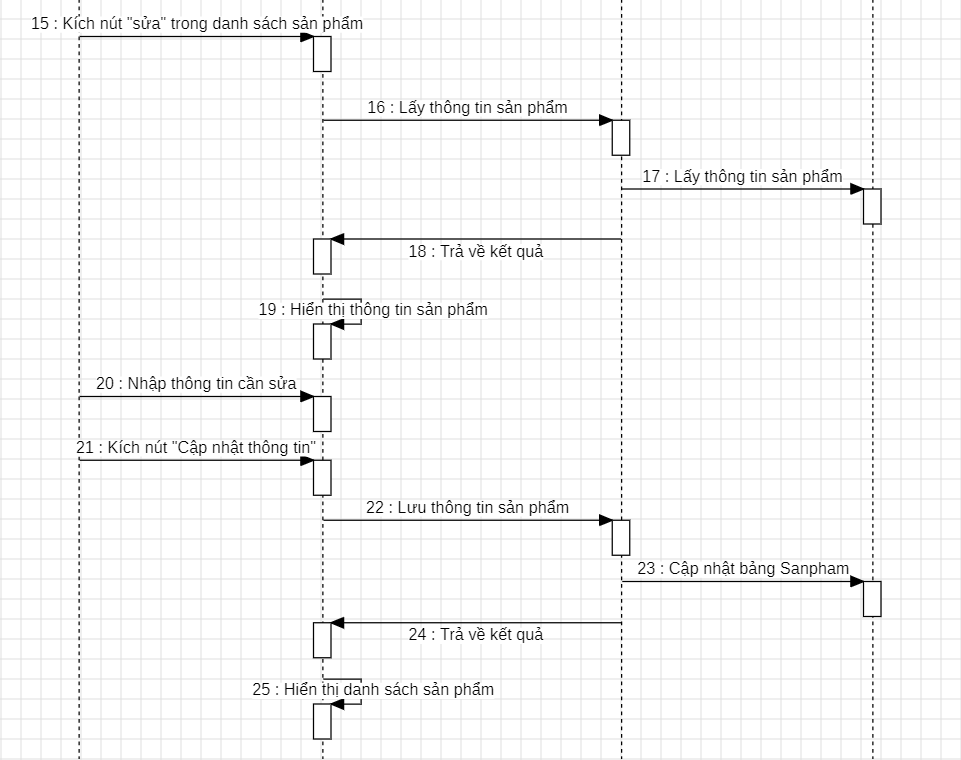 15 : Kích nút "sửa" trong danh sách sản phẩm
16 : Lấy thông tin sản phẩm
17 : Lấy thông tin sản phẩm
18 : Trả về kết quả
19 : Hiển thị thông tin sản phẩm
20 : Nhập thông tin cần sửa
21 : Kích nút "Cập nhật thông tin"
22 : Lưu thông tin sản phẩm
23 : Cập nhật bảng Sanpham
24 : Trả về kết quả
25 : Hiển thị danh sách sản phẩm